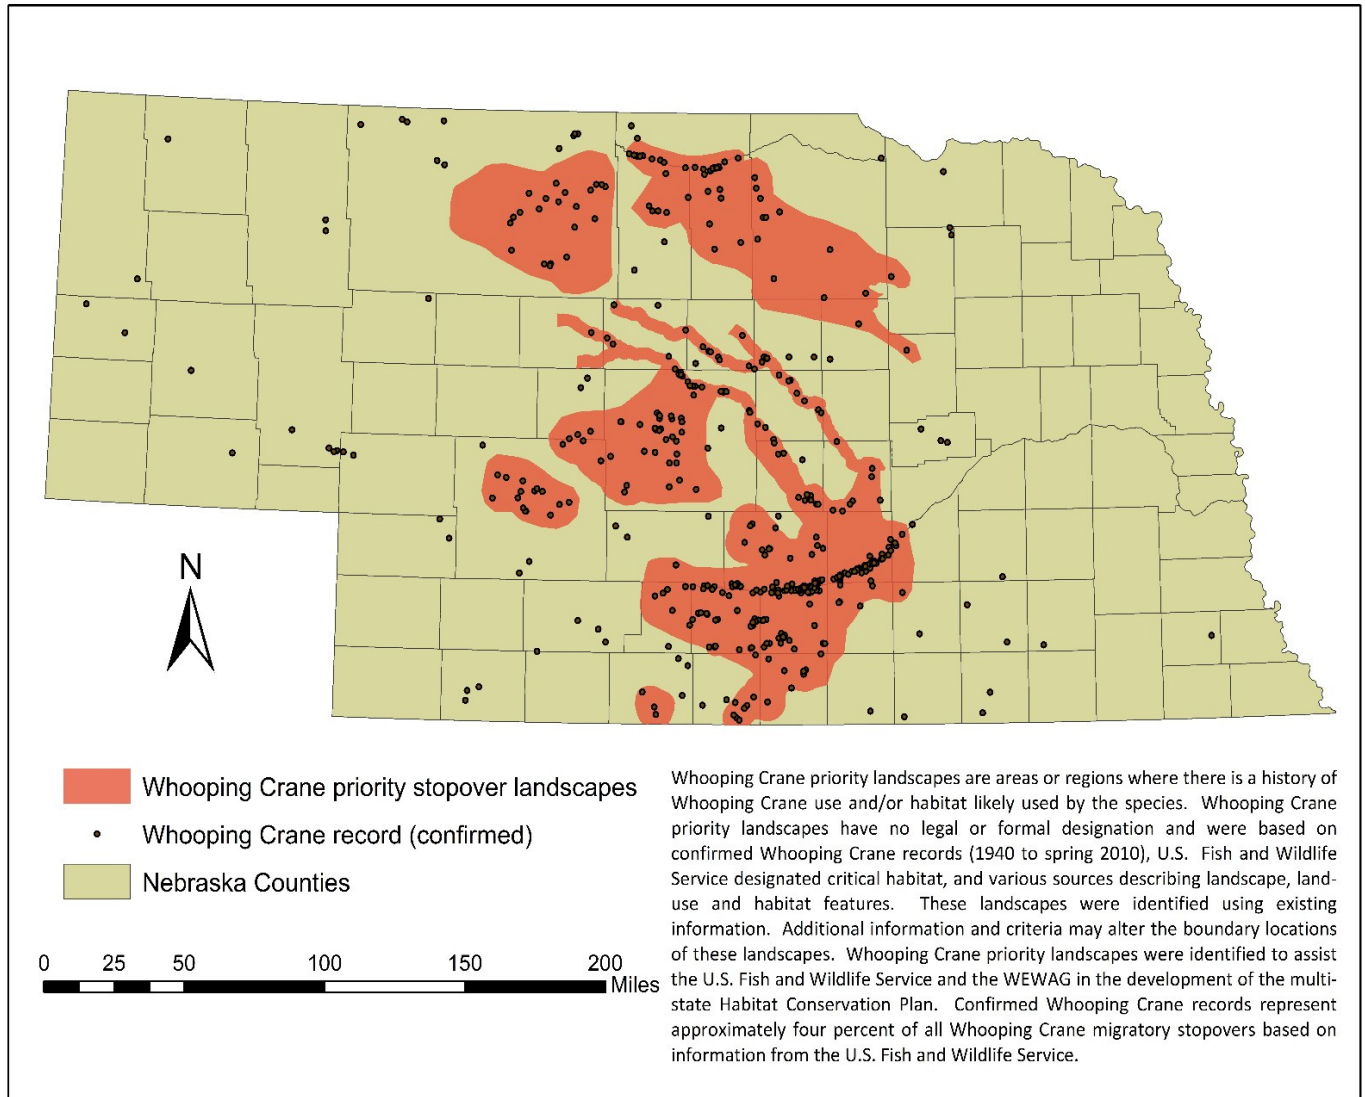 N
Whooping Crane priority stopover landscapes
Whooping Crane record (confirmed)
Nebraska Counties
0 25 50 100 150 200
Miles
Whooping Crane priority landscapes are areas or regions where there is a history of
Whooping Crane use and/or habitat likely used by the species. Whooping Crane
priority landscapes have no legal or formal designation and were based on
confirmed Whooping Crane records (1940 to spring 2010), U.S. Fish and Wildlife
Service designated critical habitat, and various sources describing landscape, land-
use and habitat features. These landscapes were identified using existing
information. Additional information and criteria may alter the boundary locations
of these landscapes. Whooping Crane priority landscapes were identified to assist
the U.S. Fish and Wildlife Service and the WEWAG in the development of the multi-
state Habitat Conservation Plan. Confirmed Whooping Crane records represent
approximately four percent of all Whooping Crane migratory stopovers based on
information from the U.S. Fish and Wildlife Service.